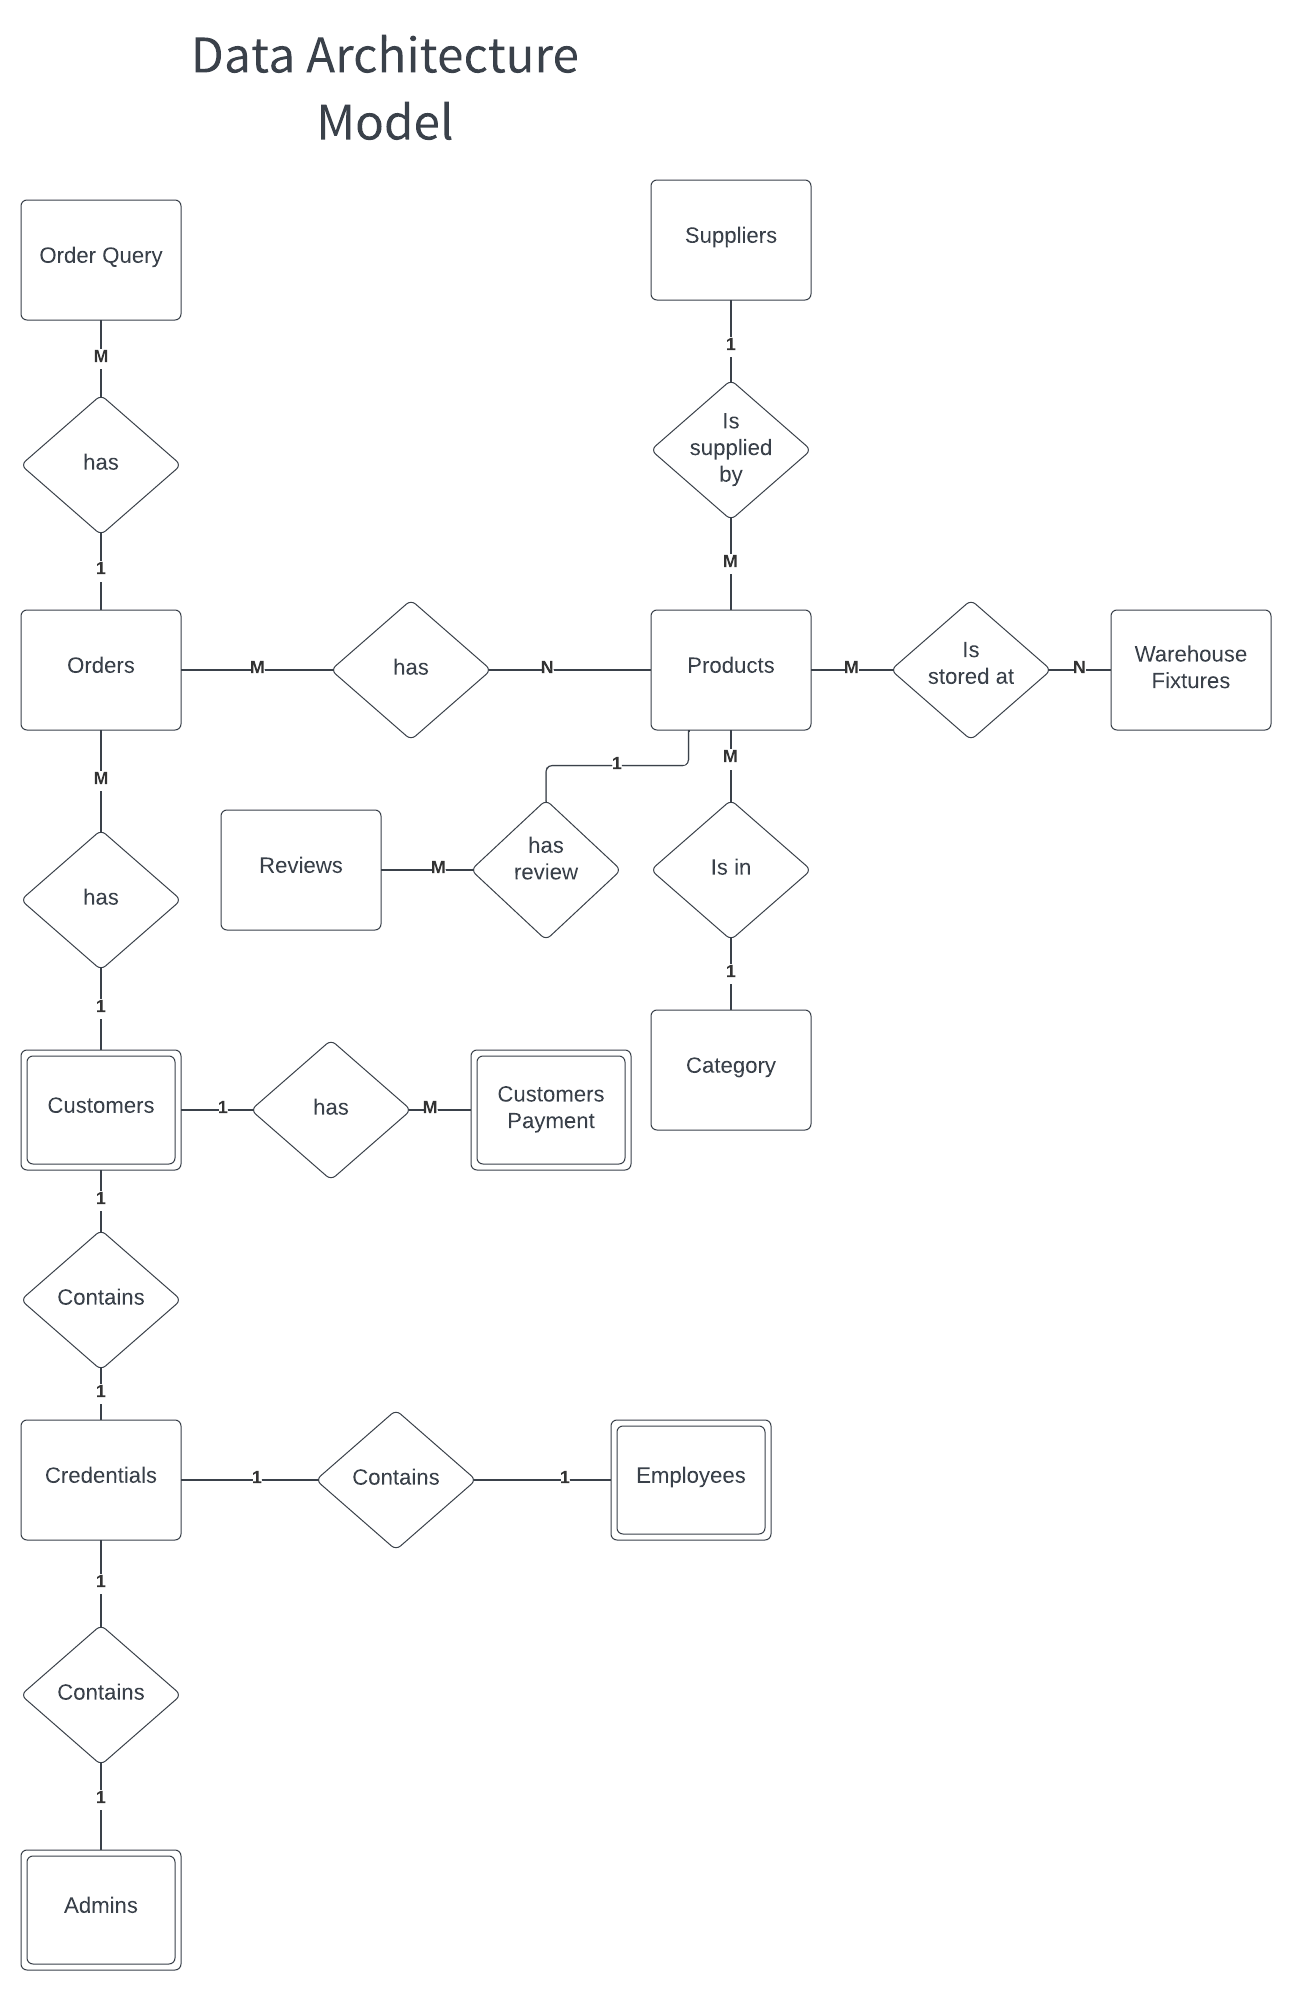 Data Architecture
Model
Suppliers
Order Query
1
M
Is
supplied
by
has
M
1
Orders
M
has
N
Products
M
Is
stored at
N
Warehouse
Fixtures
M
1
M
has
review
M
Reviews
Is in
has
1
1
Category
Customers
1
has
M
Customers
Payment
1
Contains
1
Credentials
1
Contains
1
Employees
1
Contains
1
Admins